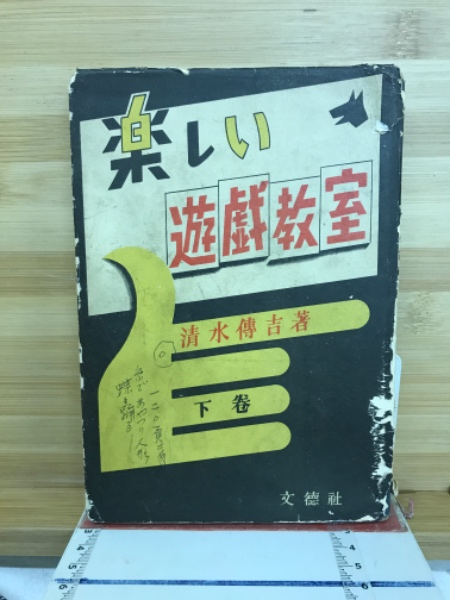 楽しい
遊戯教室
清水傳吉著
下巻
文徳社